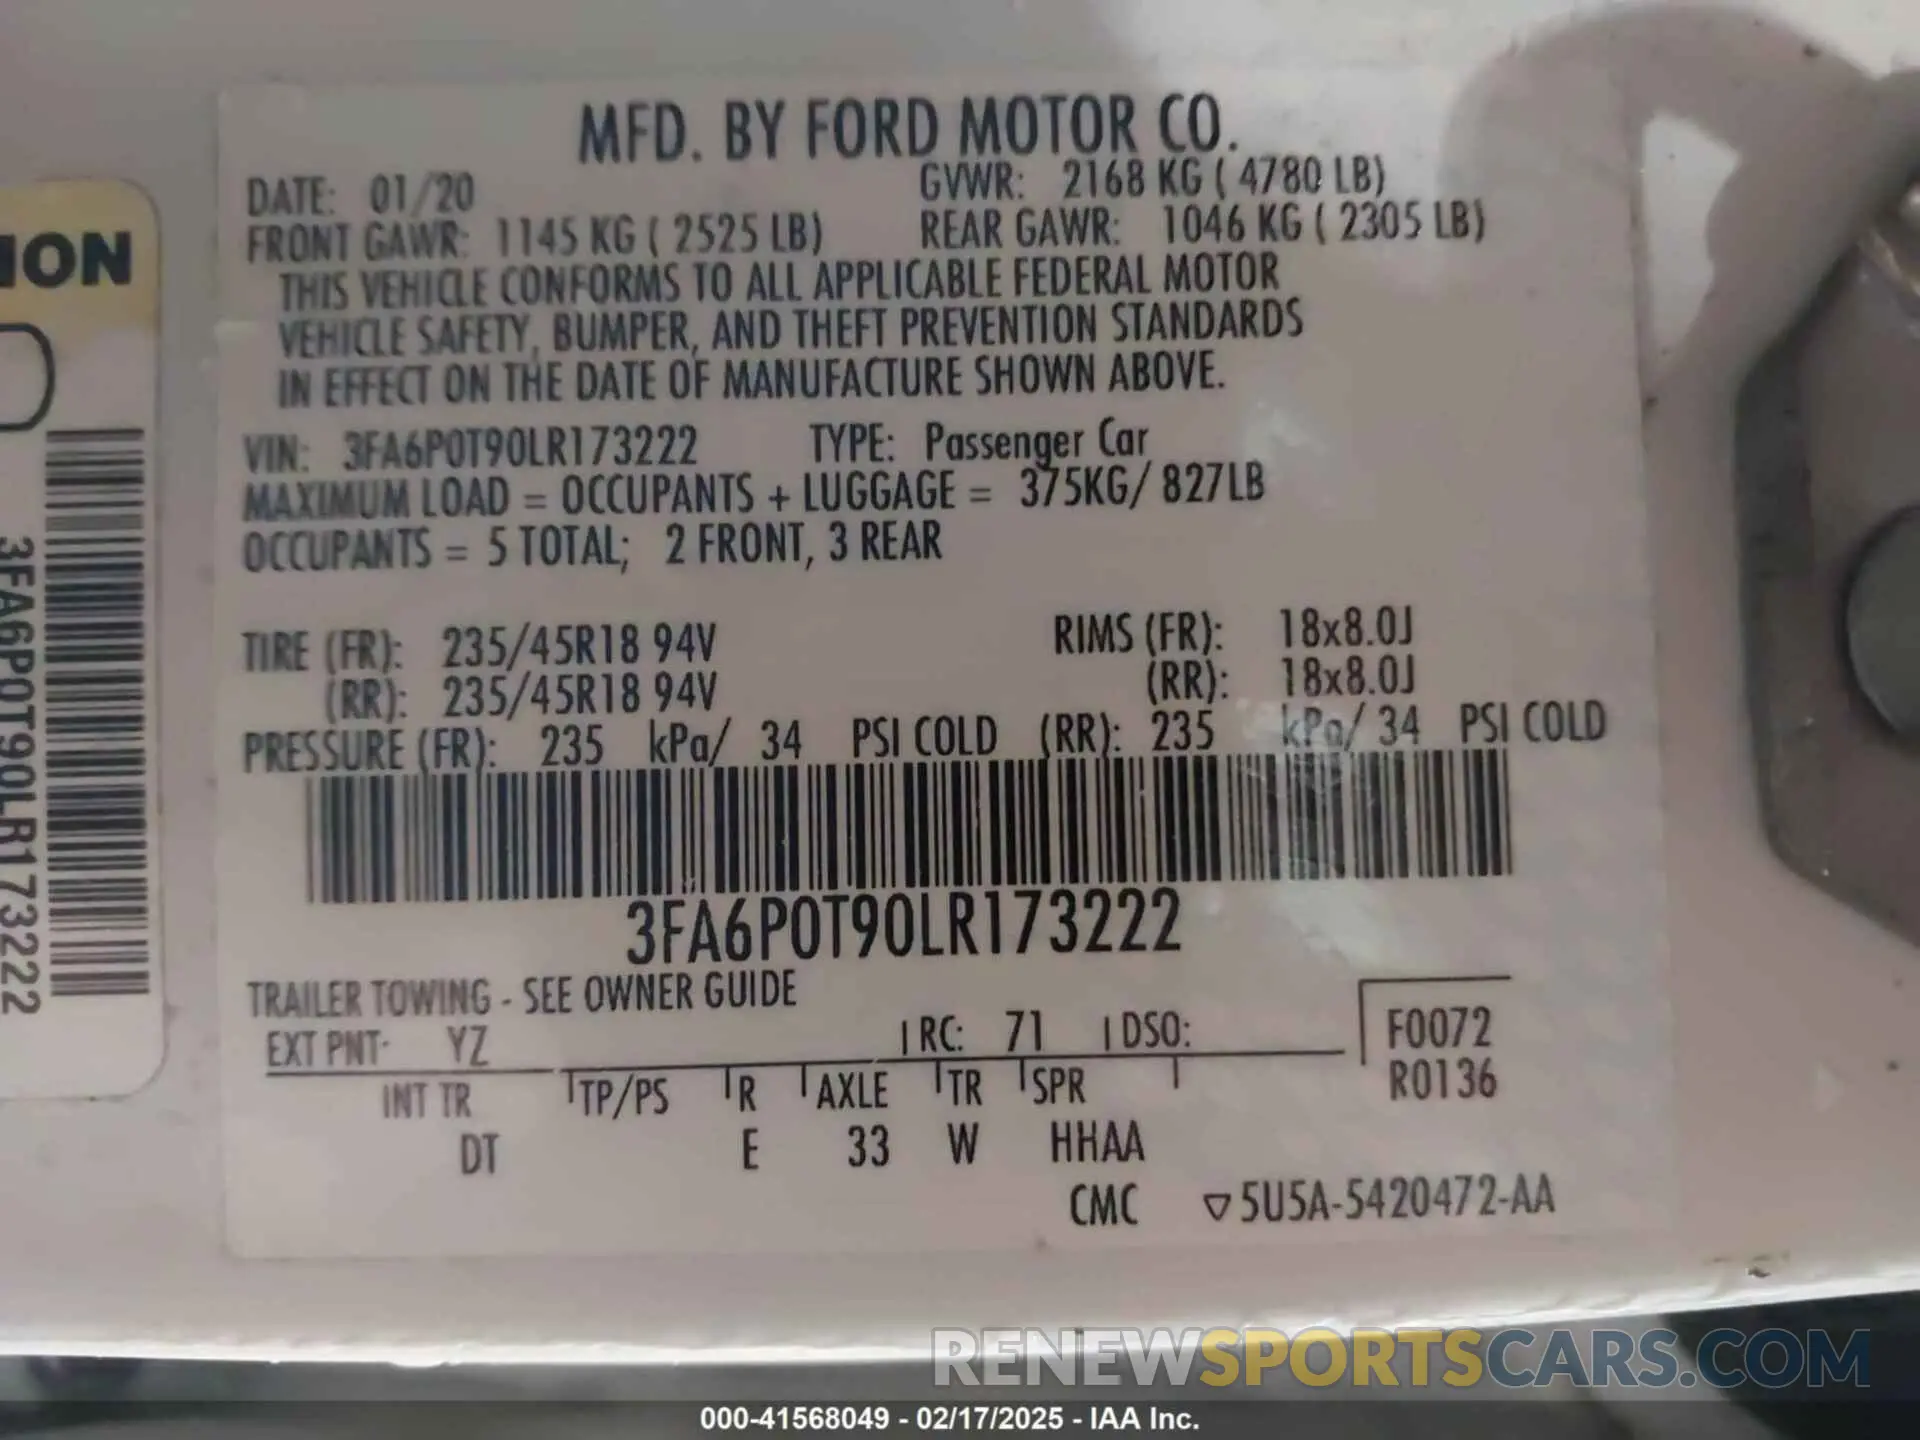 MFD. BY FORD MOTOR CO.
DATE: 01/20 GVWR: 2168 KG ( 4780 LB)
FRONT GAWR: 1145 KG ( 2525 LB) REAR GAWR: 1046 KG ( 2305 LB)
THIS VEHICLE CONFORMS TO ALL APPLICABLE FEDERAL MOTOR
VEHICLE SAFETY, BUMPER, AND THEFT PREVENTION STANDARDS
IN EFFECT ON THE DATE OF MANUFACTURE SHOWN ABOVE.
VIN: 3FA6P0T90LR173222 TYPE: Passenger Car
MAXIMUM LOAD = OCCUPANTS + LUGGAGE = 375KG/ 827LB
OCCUPANTS = 5 TOTAL; 2 FRONT, 3 REAR
TIRE (FR): 235/45R18 94V RIMS (FR): 18x8.0J
(RR): 235/45R18 94V (RR): 18x8.0J
PRESSURE (FR): 235 kPa/ 34 PSI COLD (RR): 235 kPa/ 34 PSI COLD
3FA6P0T90LR173222
TRAILER TOWING - SEE OWNER GUIDE
EXT PNT: YZ RC: 71 DSO: F0072
R0136
INT TR TP/PS R AXLE TR SPR
DT E 33 W HHAA
CMC ▽5U5A-5420472-AA
ION
3FA6P0T90LR173222
RENEWSPORTSCARS.COM
000-41568049 - 02/17/2025 - IAA Inc.